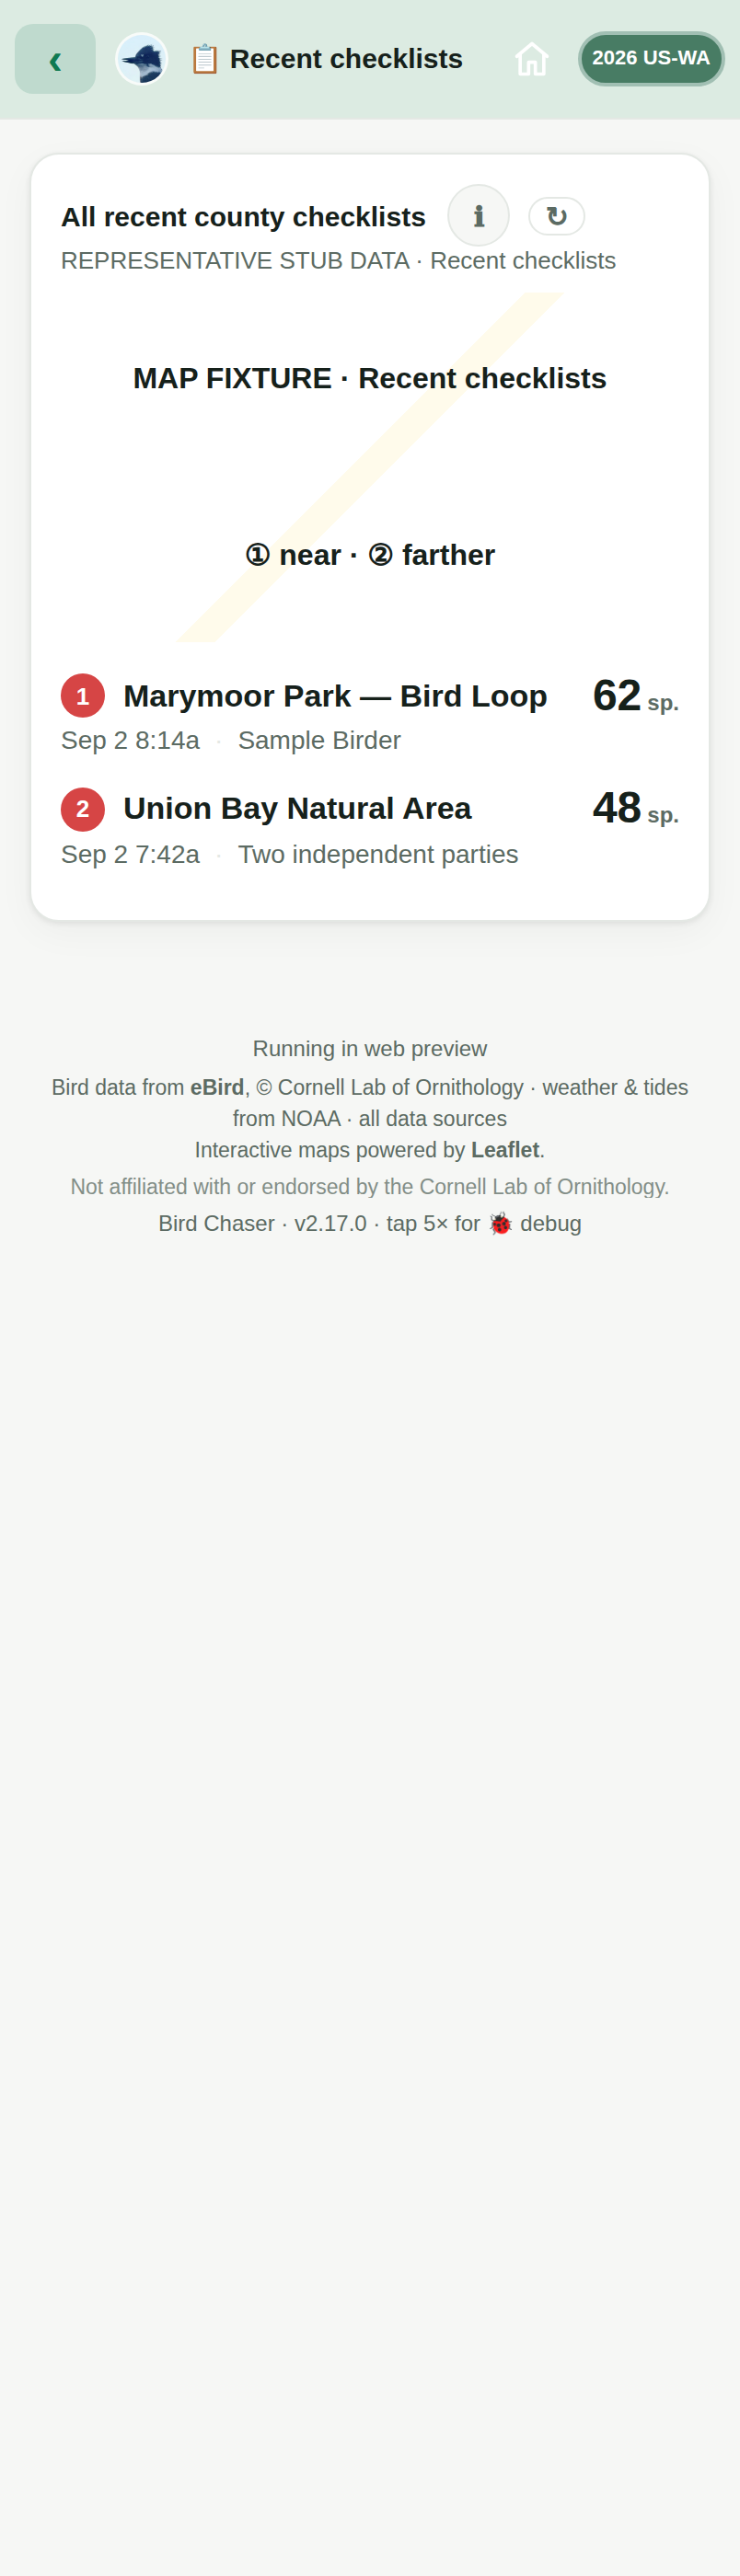 ‹ 📋 Recent checklists 2026 US-WA
All recent county checklists ℹ ↻
REPRESENTATIVE STUB DATA · Recent checklists
MAP FIXTURE · Recent checklists
① near · ② farther
1 Marymoor Park — Bird Loop 62 sp.
Sep 2 8:14a · Sample Birder
2 Union Bay Natural Area 48 sp.
Sep 2 7:42a · Two independent parties
Running in web preview
Bird data from eBird, © Cornell Lab of Ornithology · weather & tides
from NOAA · all data sources
Interactive maps powered by Leaflet.
Not affiliated with or endorsed by the Cornell Lab of Ornithology.
Bird Chaser · v2.17.0 · tap 5× for 🐞 debug